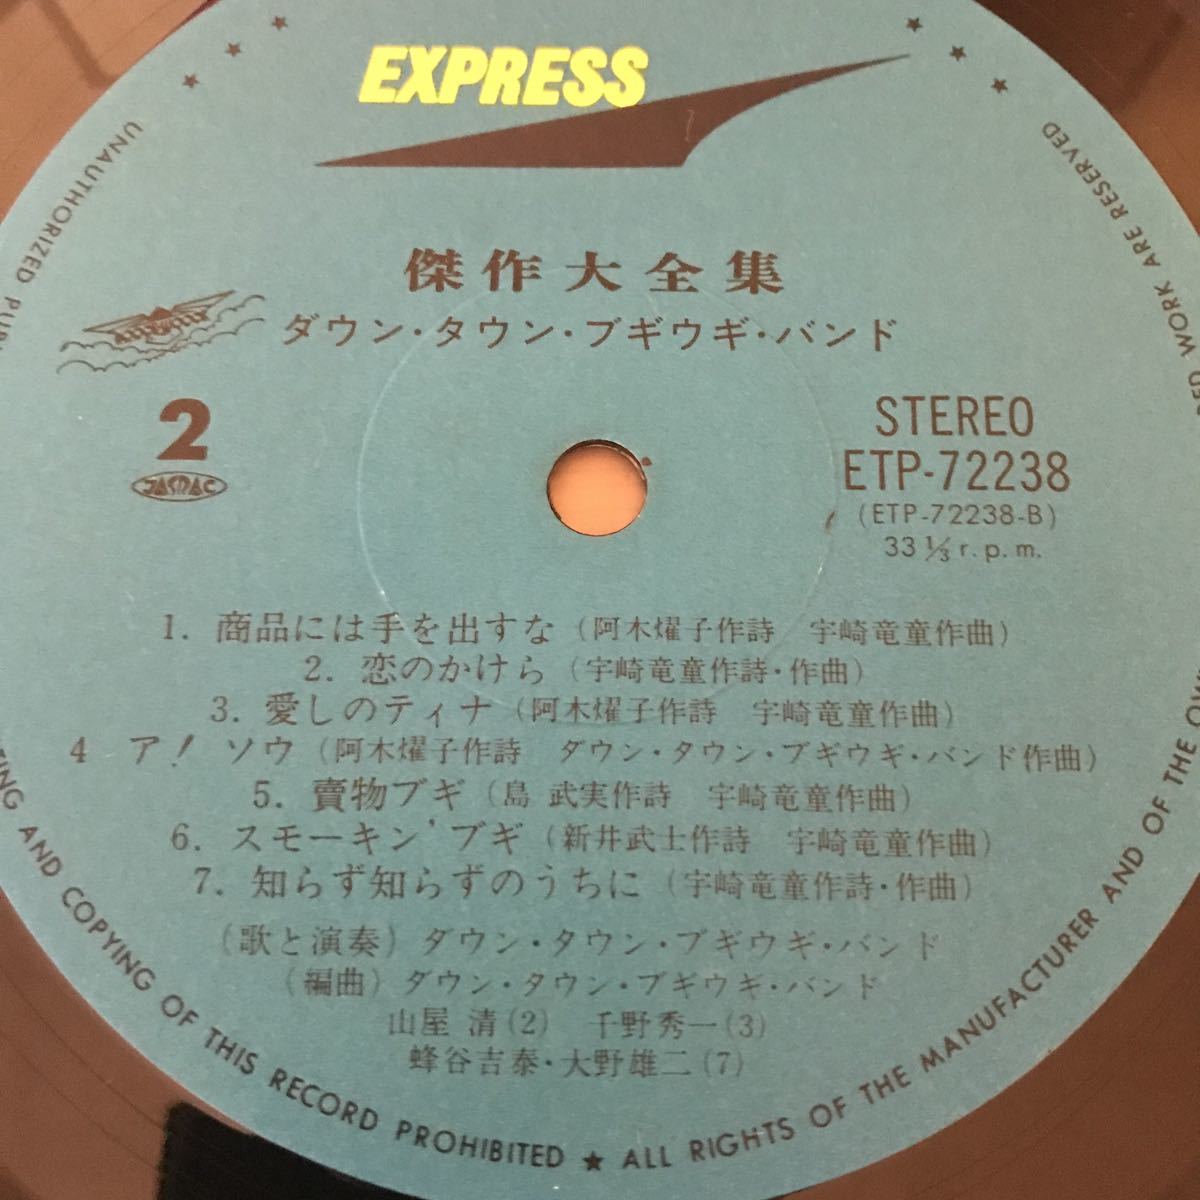 EXPRESS
傑作大全集
ダウン・タウン・ブギウギ・バンド
2
JASRAC
STEREO
ETP-72238
(ETP-72238-B)
33 1/3 r.p.m.
1. 商品には手を出すな (阿木燿子作詩 宇崎竜童作曲)
2. 恋のかけら (宇崎竜童作詩・作曲)
3. 愛しのティナ (阿木燿子作詩 宇崎竜童作曲)
4 ア! ソウ (阿木燿子作詩 ダウン・タウン・ブギウギ・バンド作曲)
5. 賣物ブギ (島 武実作詩 宇崎竜童作曲)
6. スモーキン'ブギ (新井武士作詩 宇崎竜童作曲)
7. 知らず知らずのうちに (宇崎竜童作詩・作曲)
(歌と演奏) ダウン・タウン・ブギウギ・バンド
(編曲) ダウン・タウン・ブギウギ・バンド
山屋 清(2) 千野秀一(3)
蜂谷吉泰・大野雄二(7)
UNAUTHORIZED
AND COPYING OF THIS RECORD PROHIBITED ★ ALL RIGHTS OF THE MANUFACTURER AND OF THE
WORK ARE RESERVED